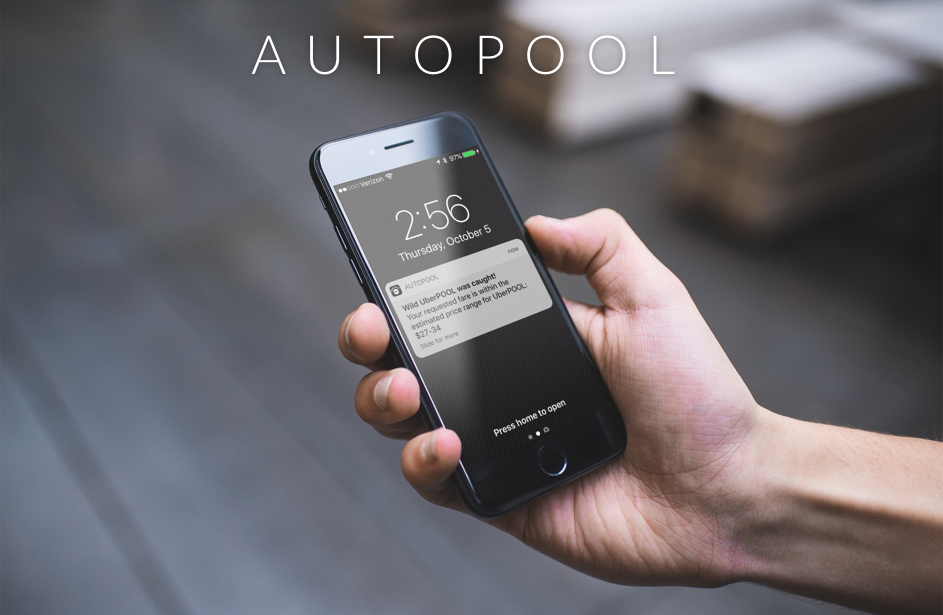 AUTOPOOL
Verizon 97%
2:56
Thursday, October 5
AUTOPOOL now
Wild UberPOOL was caught!
Your requested fare is within the
estimated price range for UberPOOL:
$27-34
Slide for more
Press home to open